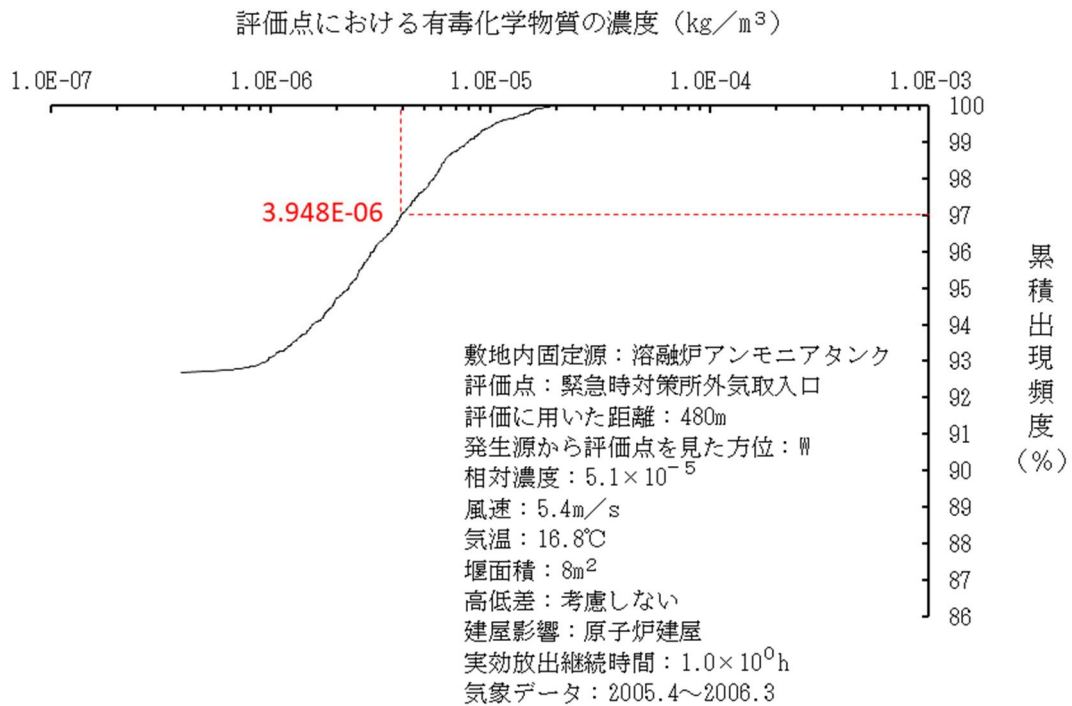 評価点における有毒化学物質の濃度（kg／m³）
1.0E-07 1.0E-06 1.0E-05 1.0E-04 1.0E-03
100
99
98
97
3.948E-06
96
95
94
93
92
91
90
89
88
87
86
累積出現頻度（％）
敷地内固定源：溶融炉アンモニアタンク
評価点：緊急時対策所外気取入口
評価に用いた距離：480m
発生源から評価点を見た方位：W
相対濃度：5.1×10⁻⁵
風速：5.4m／s
気温：16.8℃
堰面積：8m²
高低差：考慮しない
建屋影響：原子炉建屋
実効放出継続時間：1.0×10⁰h
気象データ：2005.4～2006.3